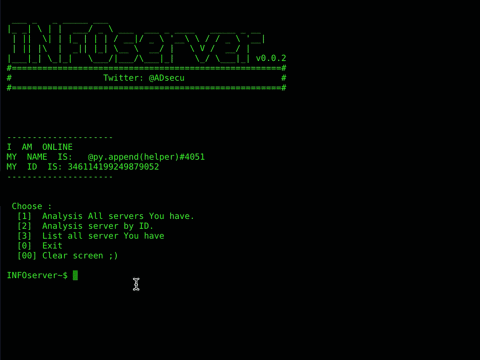 INFOserver
v0.0.2
#=====================================================#
# Twitter: @ADsecu #
#=====================================================#
---------------------
I AM ONLINE
MY NAME IS: @py.append(helper)#4051
MY ID IS: 346114199249879052
---------------------
Choose :
[1] Analysis All servers You have.
[2] Analysis server by ID.
[3] List all server You have
[0] Exit
[00] Clear screen ;)
INFOserver~$